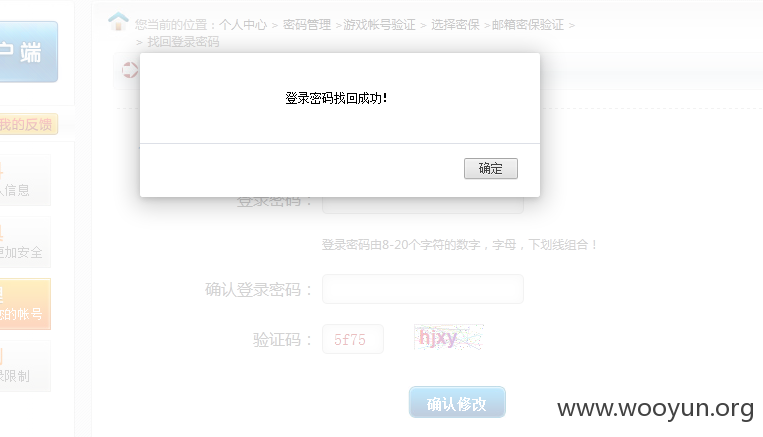 您当前的位置：个人中心 > 密码管理 >游戏帐号验证 > 选择密保 >邮箱密保验证 >
> 找回登录密码
户端
我的反馈
登录密码找回成功！
确定
信息
登录密码：
更加安全
登录密码由8-20个字符的数字，字母，下划线组合！
的帐号
确认登录密码：
验证码：
5f75
hjxy
录限制
确认修改
www.wooyun.org